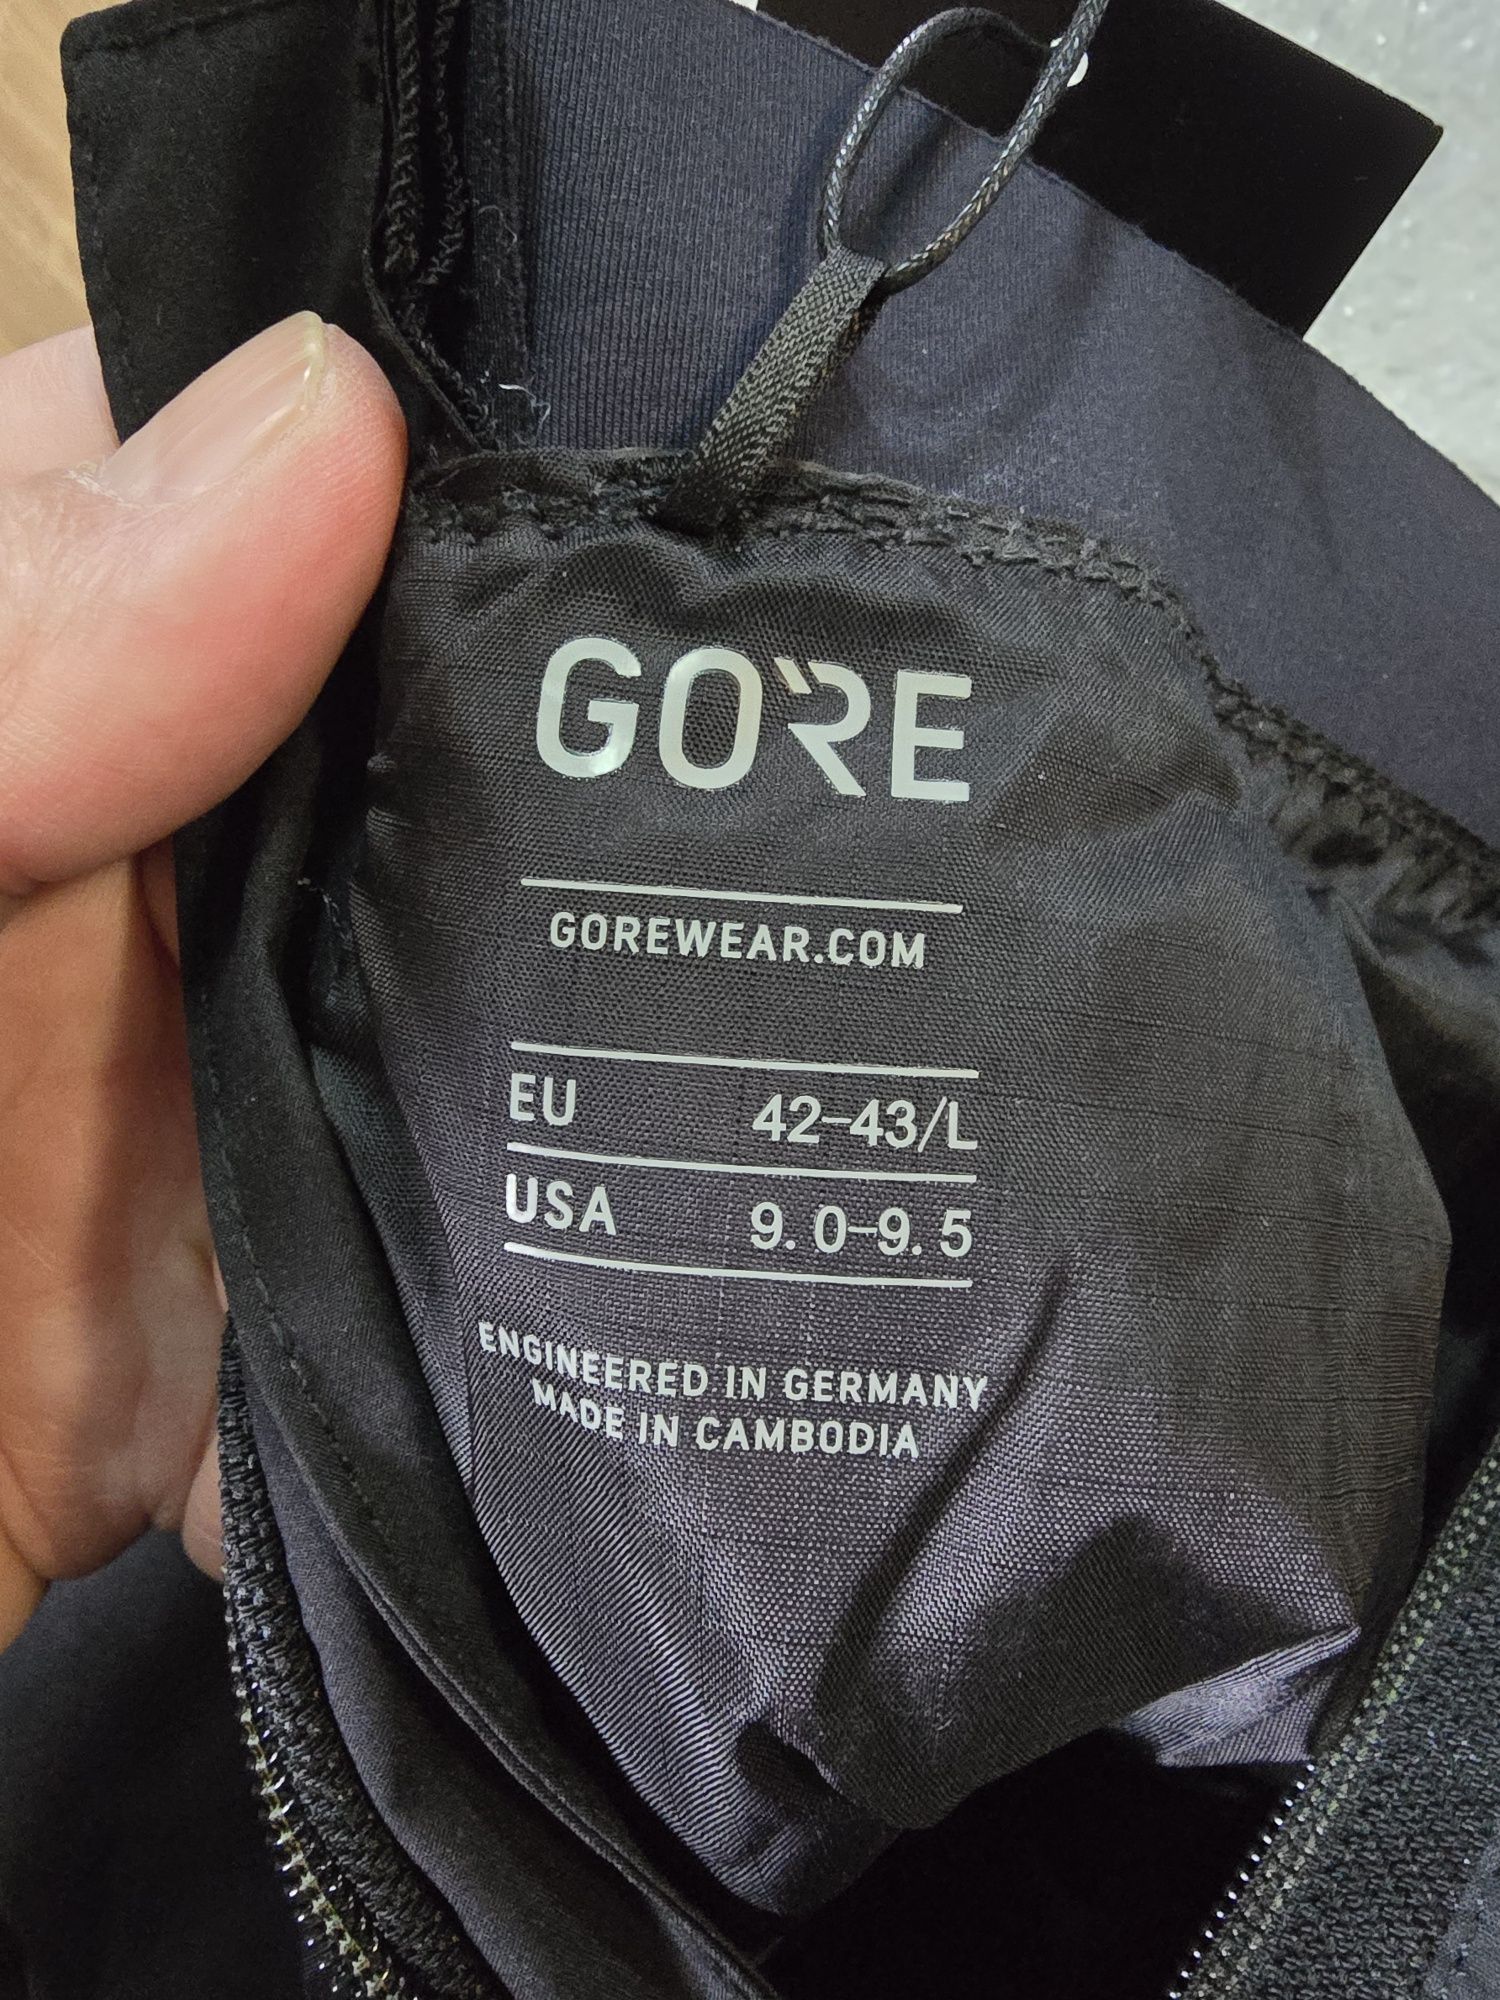 GORE
GOREWEAR.COM
EU 42-43/L
USA 9.0-9.5
ENGINEERED IN GERMANY
MADE IN CAMBODIA